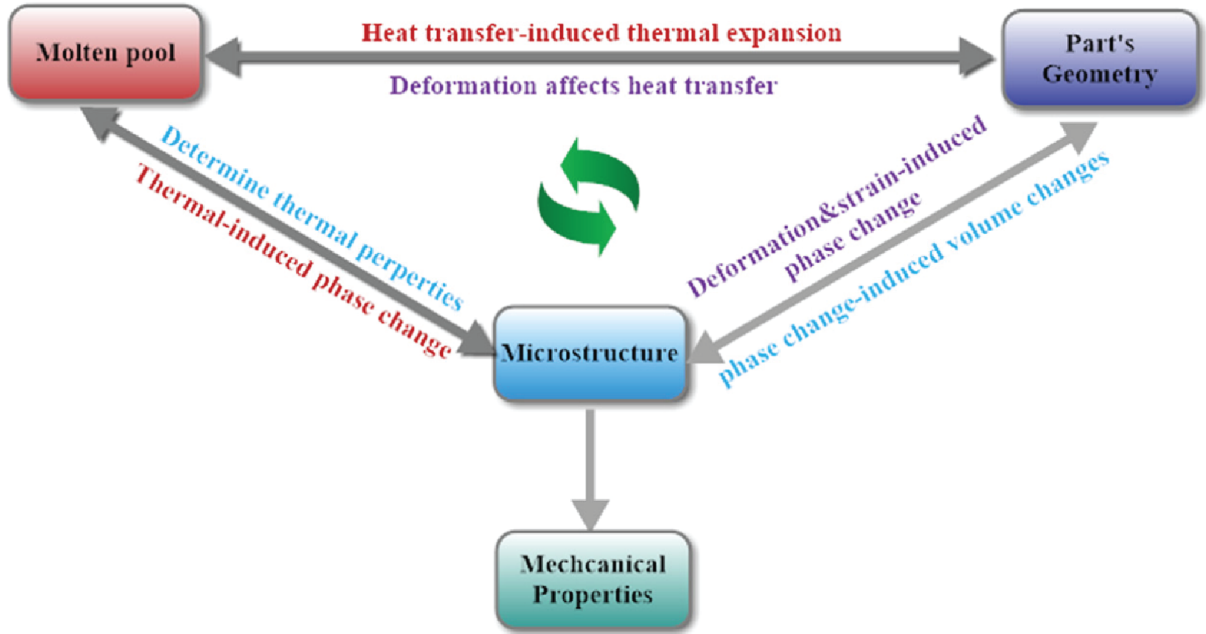 Molten pool
Heat transfer-induced thermal expansion
Deformation affects heat transfer
Part's
Geometry
Determine thermal perperties
Thermal-induced phase change
Deformation&strain-induced
phase change
phase change-induced volume changes
Microstructure
Mechcanical
Properties